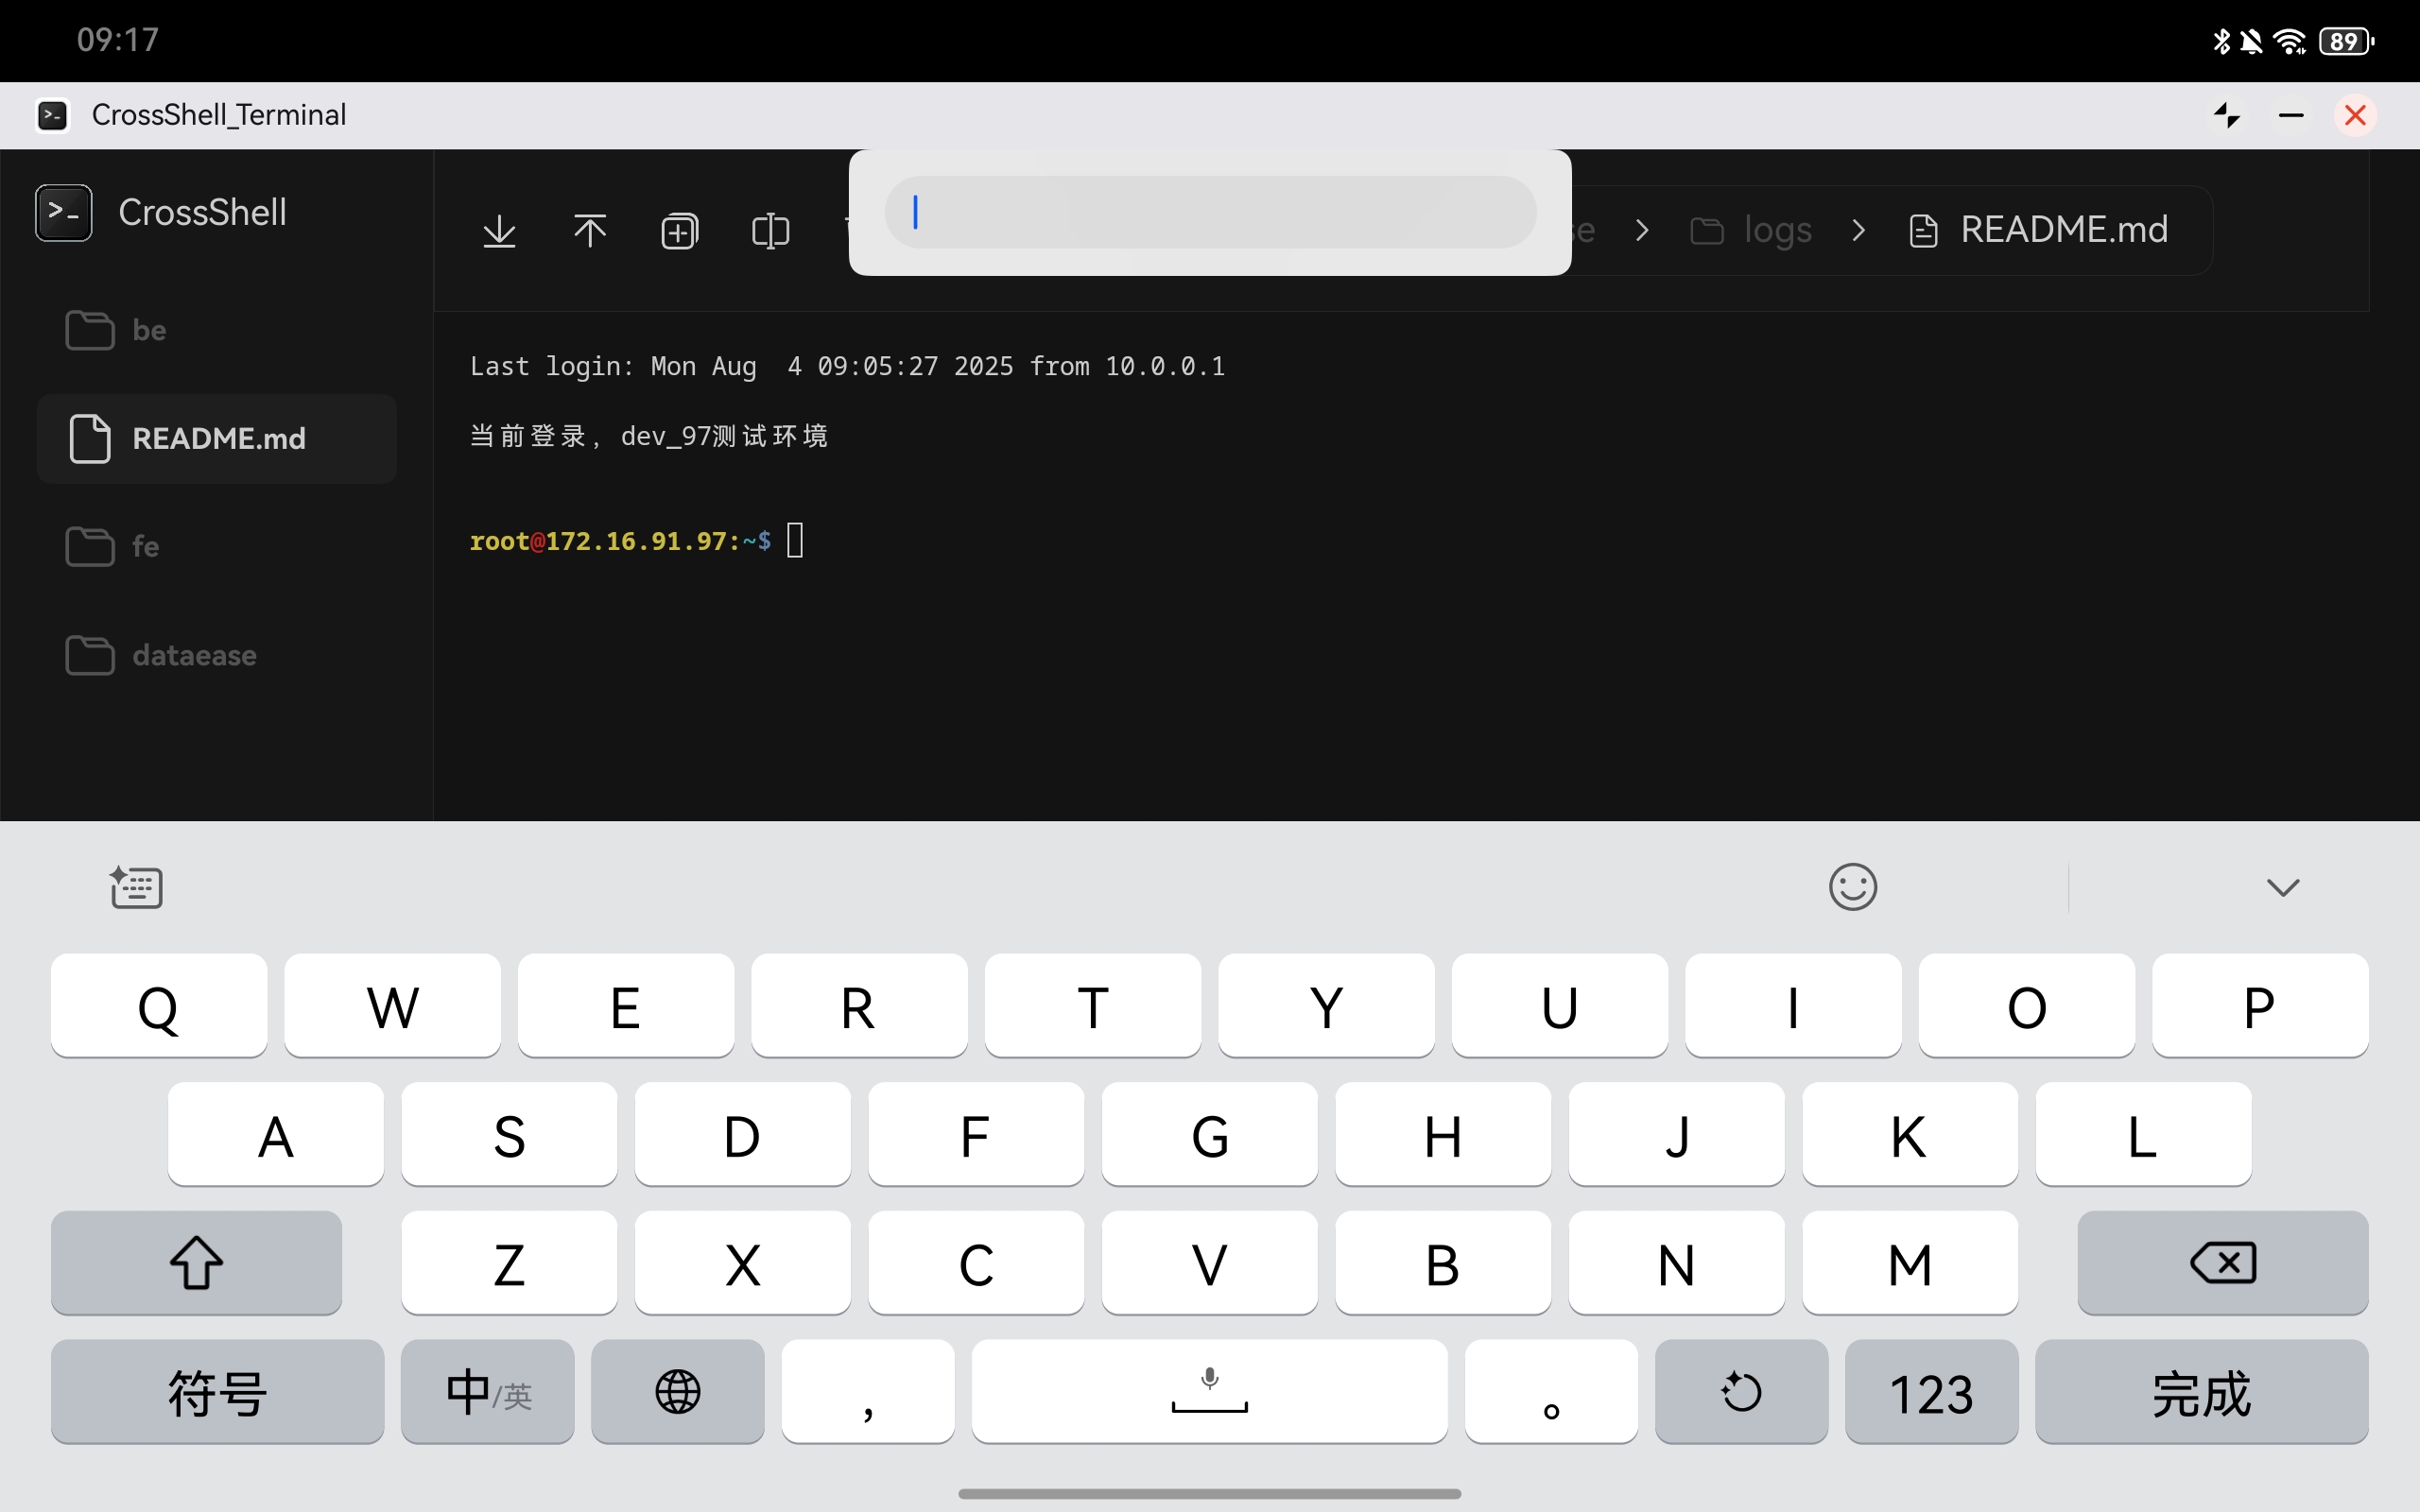 09:17
89
CrossShell_Terminal
CrossShell
se > logs > README.md
be
README.md
fe
dataease
Last login: Mon Aug  4 09:05:27 2025 from 10.0.0.1
当前登录，dev_97测试环境
root@172.16.91.97:~$
Q W E R T Y U I O P
A S D F G H J K L
Z X C V B N M
符号 中/英 , 。 123 完成